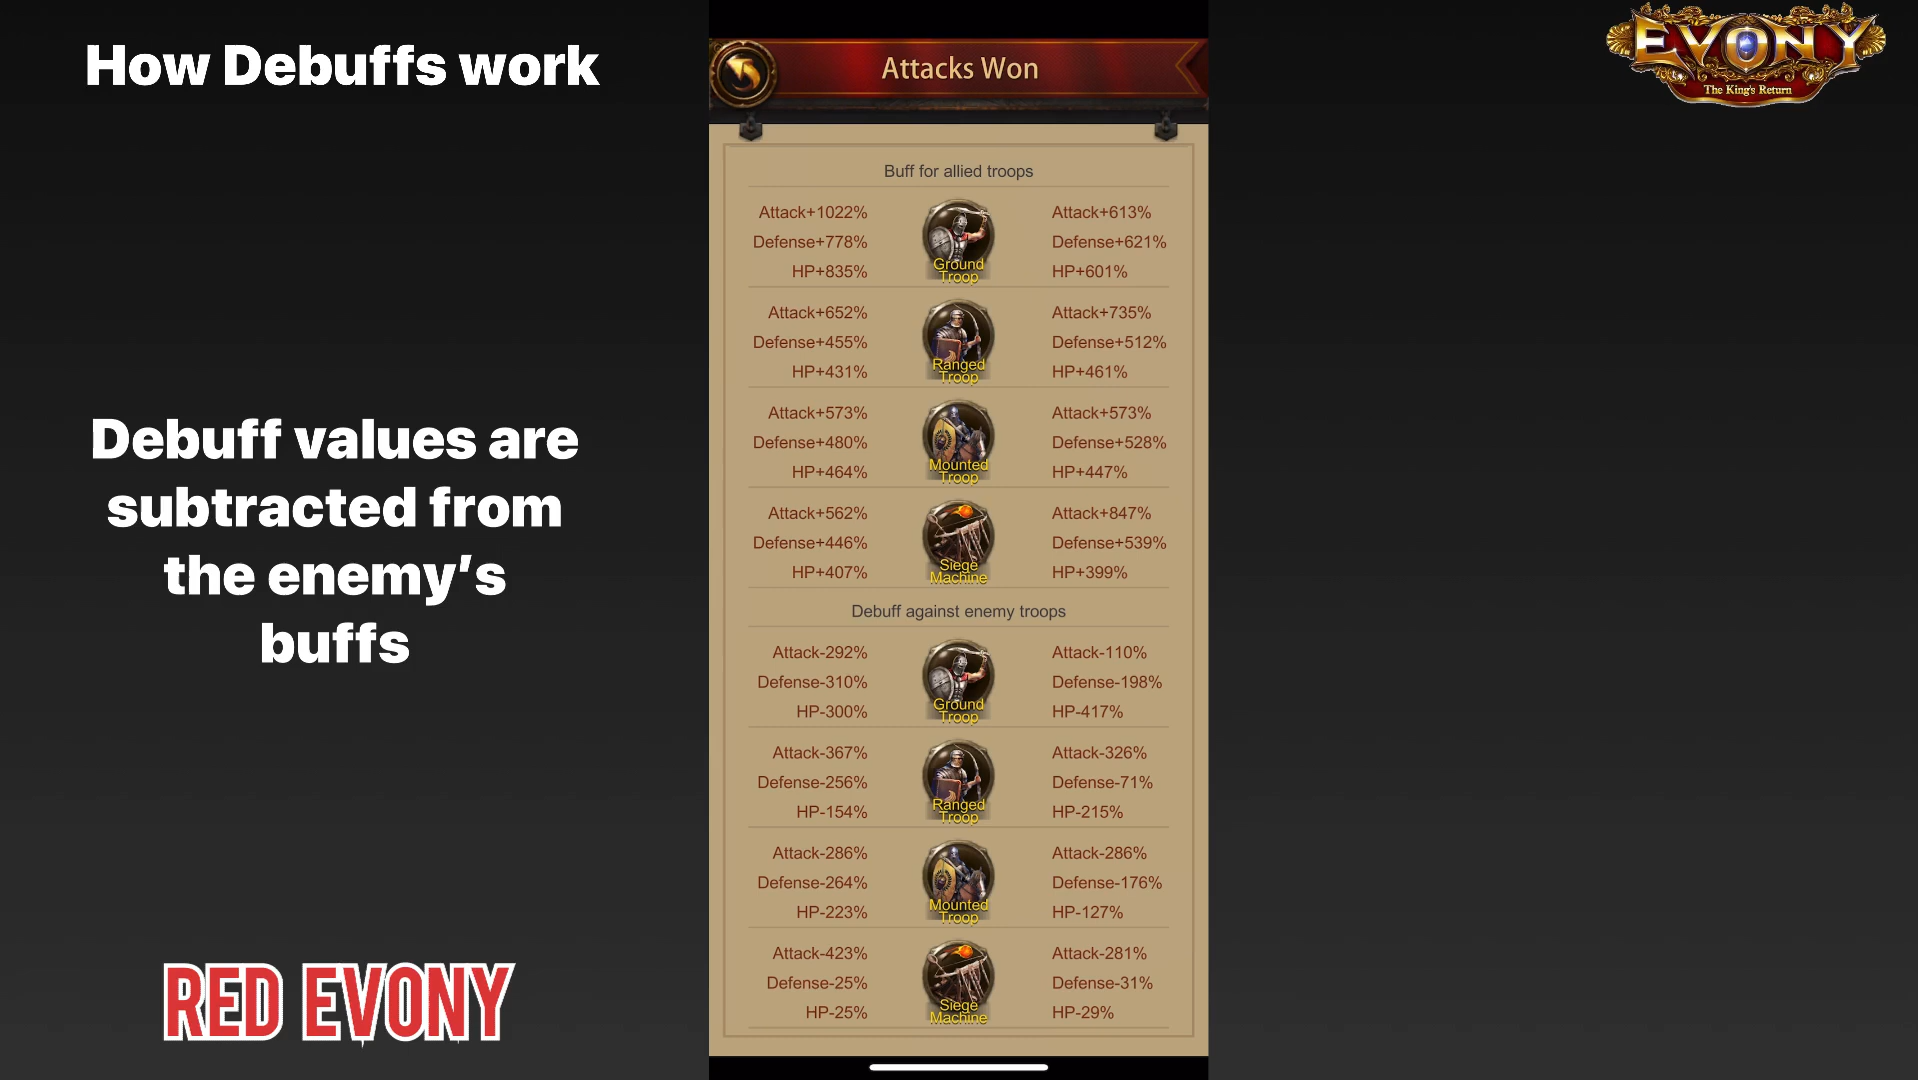 How Debuffs work
Debuff values are
subtracted from
the enemy's
buffs
RED EVONY
Attacks Won
Buff for allied troops
Attack+1022% Attack+613%
Defense+778% Defense+621%
HP+835% HP+601%
Ground
Troop
Attack+652% Attack+735%
Defense+455% Defense+512%
HP+431% HP+461%
Ranged
Troop
Attack+573% Attack+573%
Defense+480% Defense+528%
HP+464% HP+447%
Mounted
Troop
Attack+562% Attack+847%
Defense+446% Defense+539%
HP+407% HP+399%
Siege
Machine
Debuff against enemy troops
Attack-292% Attack-110%
Defense-310% Defense-198%
HP-300% HP-417%
Ground
Troop
Attack-367% Attack-326%
Defense-256% Defense-71%
HP-154% HP-215%
Ranged
Troop
Attack-286% Attack-286%
Defense-264% Defense-176%
HP-223% HP-127%
Mounted
Troop
Attack-423% Attack-281%
Defense-25% Defense-31%
HP-25% HP-29%
Siege
Machine
EVONY
The King's Return